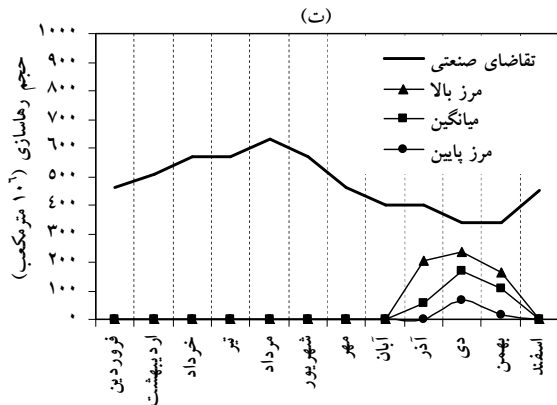 (ت)
۱۰۰۰
۹۰۰
۸۰۰
۷۰۰
۶۰۰
۵۰۰
۴۰۰
۳۰۰
۲۰۰
۱۰۰
۰
حجم رهاسازی (۱۰^۶ مترمکعب)
تقاضای صنعتی
مرز بالا
میانگین
مرز پایین
فروردین
اردیبهشت
خرداد
تیر
مرداد
شهریور
مهر
آبان
آذر
دی
بهمن
اسفند